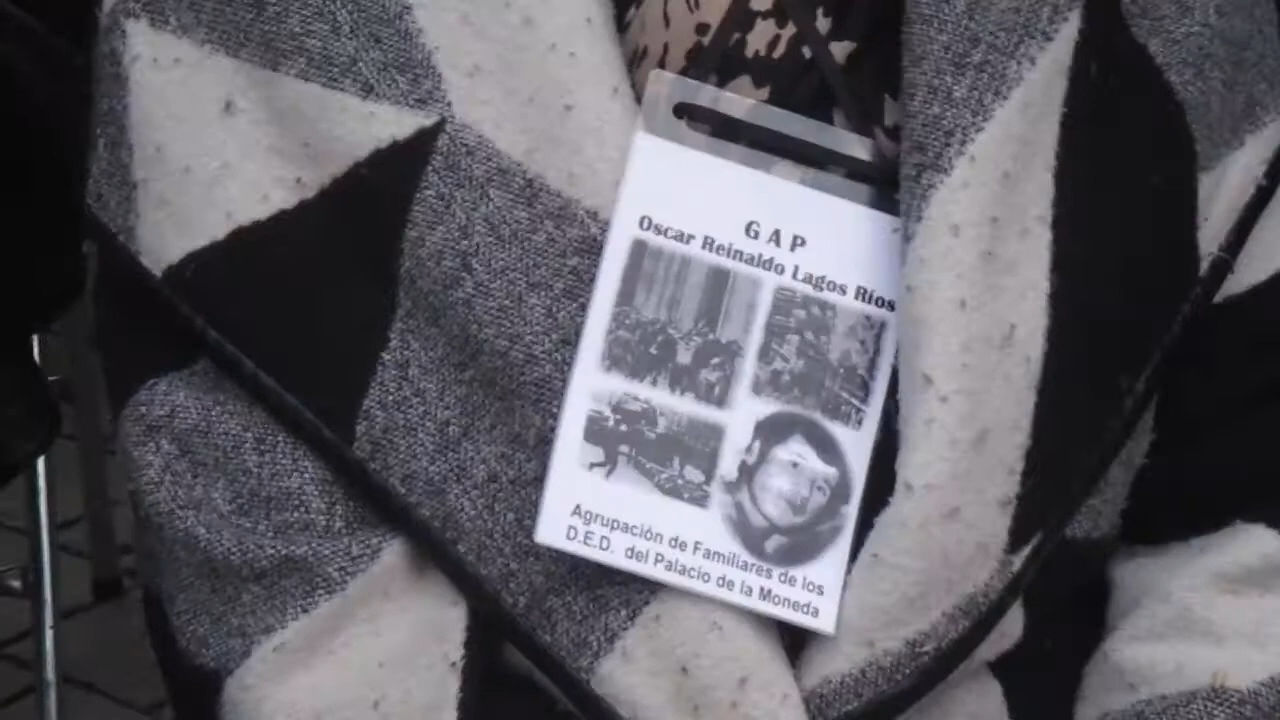 G A P
Oscar Reinaldo Lagos Ríos
Agrupación de Familiares de los
D.E.D. del Palacio de la Moneda